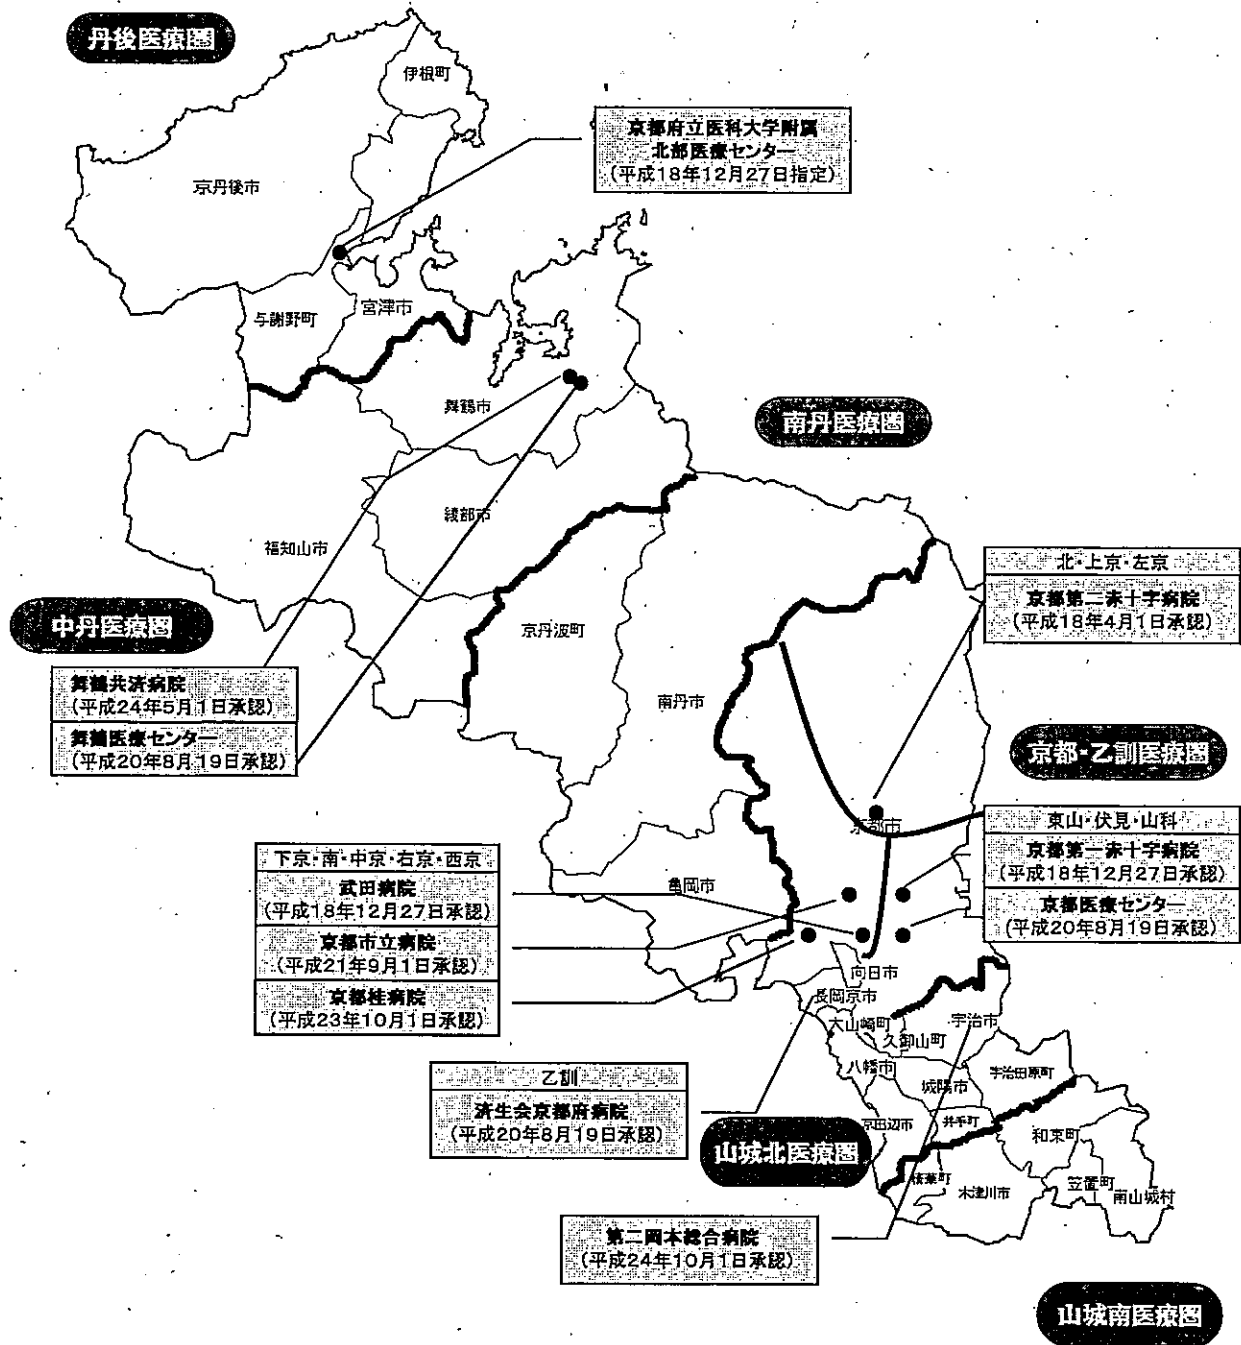 丹後医療圏
伊根町
京都府立医科大学附属
北部医療センター
(平成18年12月27日指定)
京丹後市
与謝野町
宮津市
舞鶴市
南丹医療圏
綾部市
福知山市
中丹医療圏
京丹波町
舞鶴共済病院
(平成24年5月1日承認)
舞鶴医療センター
(平成20年8月19日承認)
北・上京・左京
京都第二赤十字病院
(平成18年4月1日承認)
南丹市
京都・乙訓医療圏
京都市
東山・伏見・山科
京都第一赤十字病院
(平成18年12月27日承認)
京都医療センター
(平成20年8月19日承認)
下京・南・中京・右京・西京
武田病院
(平成18年12月27日承認)
京都市立病院
(平成21年9月1日承認)
京都桂病院
(平成23年10月1日承認)
亀岡市
向日市
長岡京市
大山崎町
久御山町
宇治市
八幡市
城陽市
宇治田原町
乙訓
済生会京都府病院
(平成20年8月19日承認)
京田辺市
井手町
和束町
山城北医療圏
精華町
木津川市
笠置町
南山城村
第二岡本総合病院
(平成24年10月1日承認)
山城南医療圏